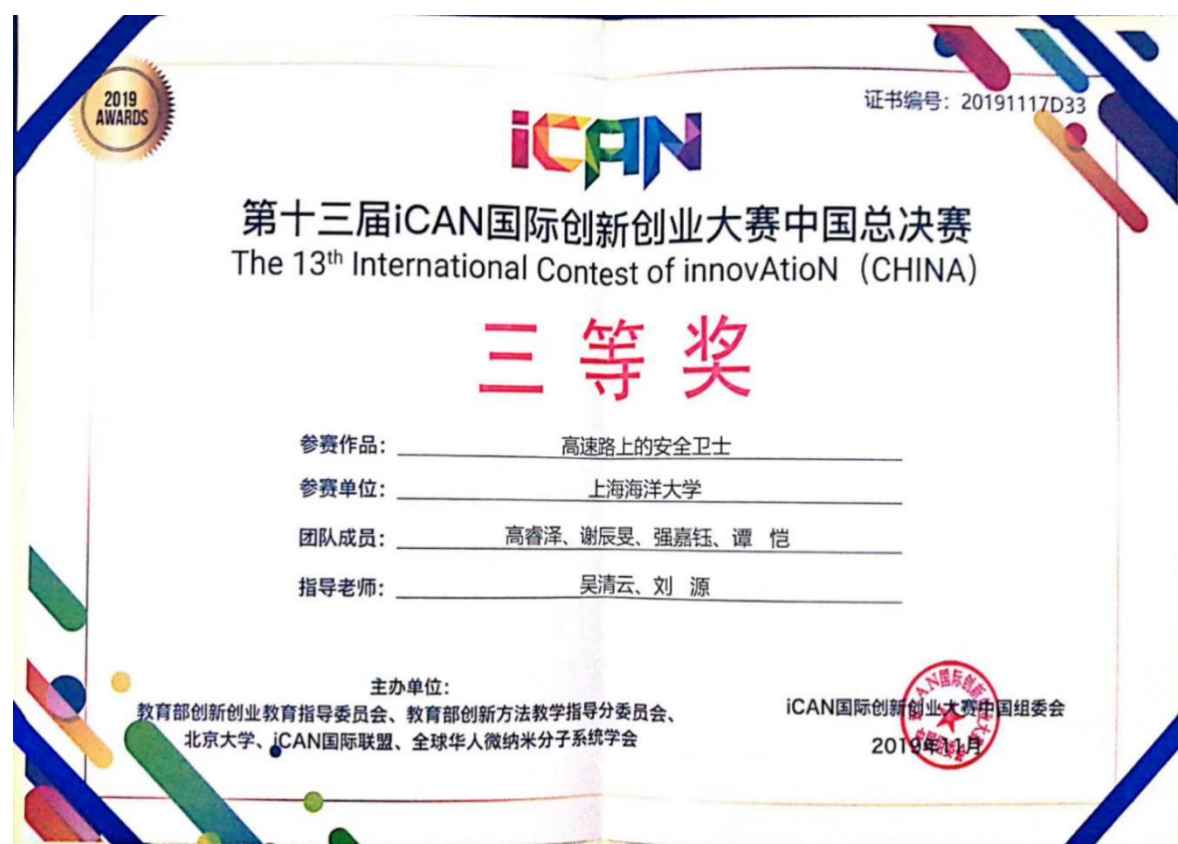 2019
AWARDS
证书编号：20191117D33
iCAN
第十三届iCAN国际创新创业大赛中国总决赛
The 13th International Contest of innovAtioN（CHINA）
三等奖
参赛作品：高速路上的安全卫士
参赛单位：上海海洋大学
团队成员：高睿泽、谢辰旻、强嘉钰、谭 恺
指导老师：吴清云、刘 源
主办单位：
教育部创新创业教育指导委员会、教育部创新方法教学指导分委员会、
北京大学、iCAN国际联盟、全球华人微纳米分子系统学会
iCAN国际创新创业大赛中国组委会
2019年11月